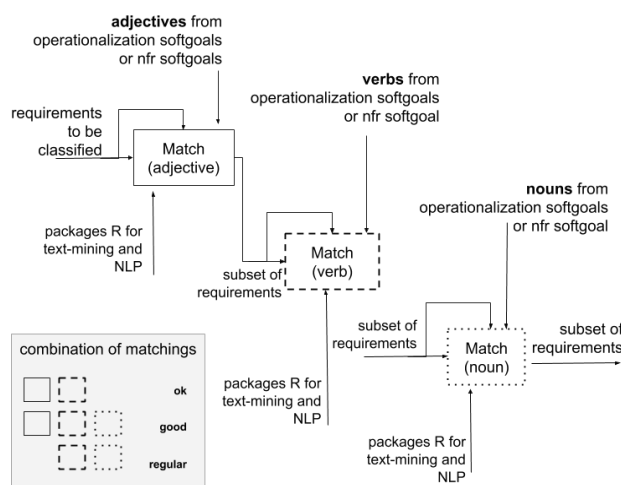 adjectives from
operationalization softgoals
or nfr softgoals
verbs from
operationalization softgoals
or nfr softgoal
requirements
to be
classified
Match
(adjective)
nouns from
operationalization softgoals
or nfr softgoal
packages R for
text-mining and
NLP
Match
(verb)
subset of
requirements
subset of
requirements
Match
(noun)
subset of
requirements
combination of matchings
ok
good
regular
packages R for
text-mining and
NLP
packages R for
text-mining and
NLP